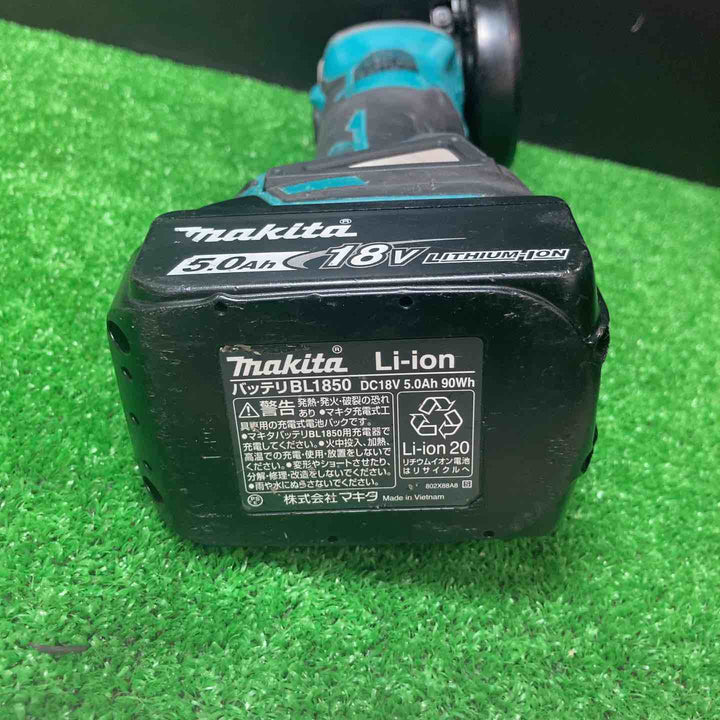 makita®
5.0Ah 18V LITHIUM-ION
makita® Li-ion
バッテリBL1850 DC18V 5.0Ah 90Wh
警告 発熱・発火・破裂の恐れ
あり ●マキタ充電式工
具専用の充電式電池パックです。
●マキタバッテリBL1850用充電器で
充電してください。●火中投入、加熱、
高温での充電・使用・放置をしないで
ください。●変形やショートさせたり、
分解・修理・改造をしないでください。
●雨や水にぬらさないでください。
Li-ion 20
リチウムイオン電池
はリサイクルへ
PS
E
802X88A8
株式会社マキタ Made in Vietnam